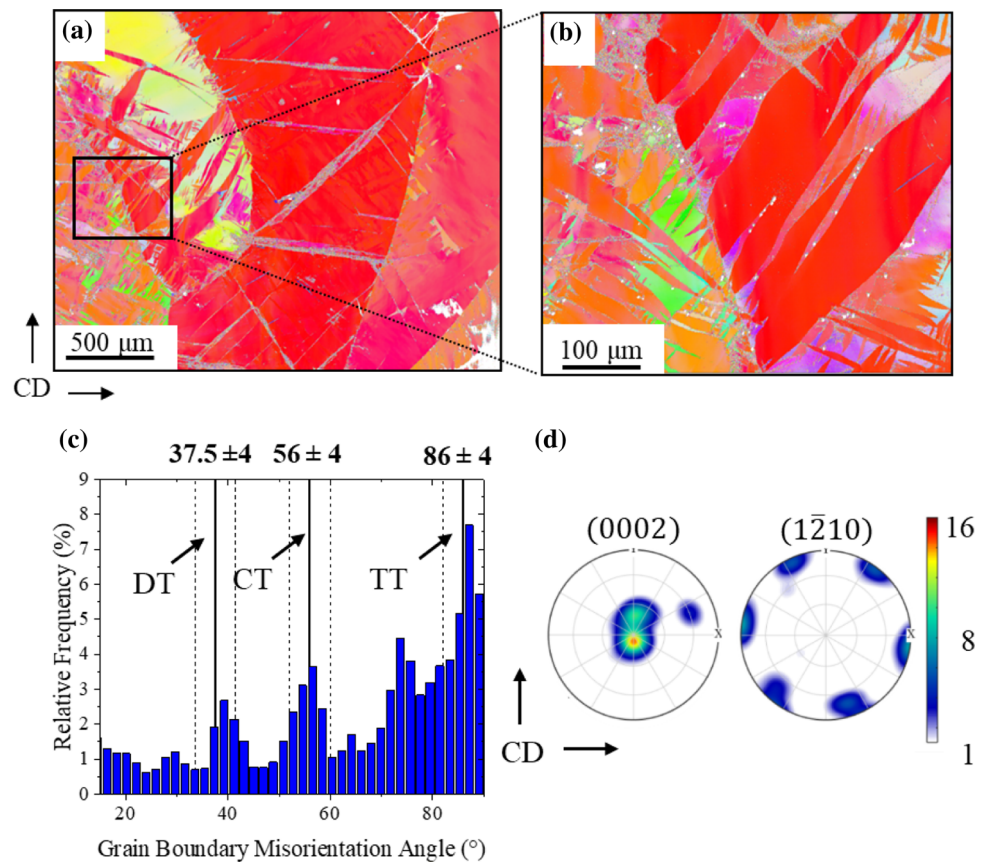 (a)
(b)
500 µm
100 µm
CD
(c)
37.5 ±4 56 ± 4 86 ± 4
(d)
9
8
7
6
5
4
3
2
1
0
Relative Frequency (%)
DT
CT
TT
20 40 60 80
Grain Boundary Misorientation Angle (°)
(0002)
(12̅10)
X
X
CD
16
8
1